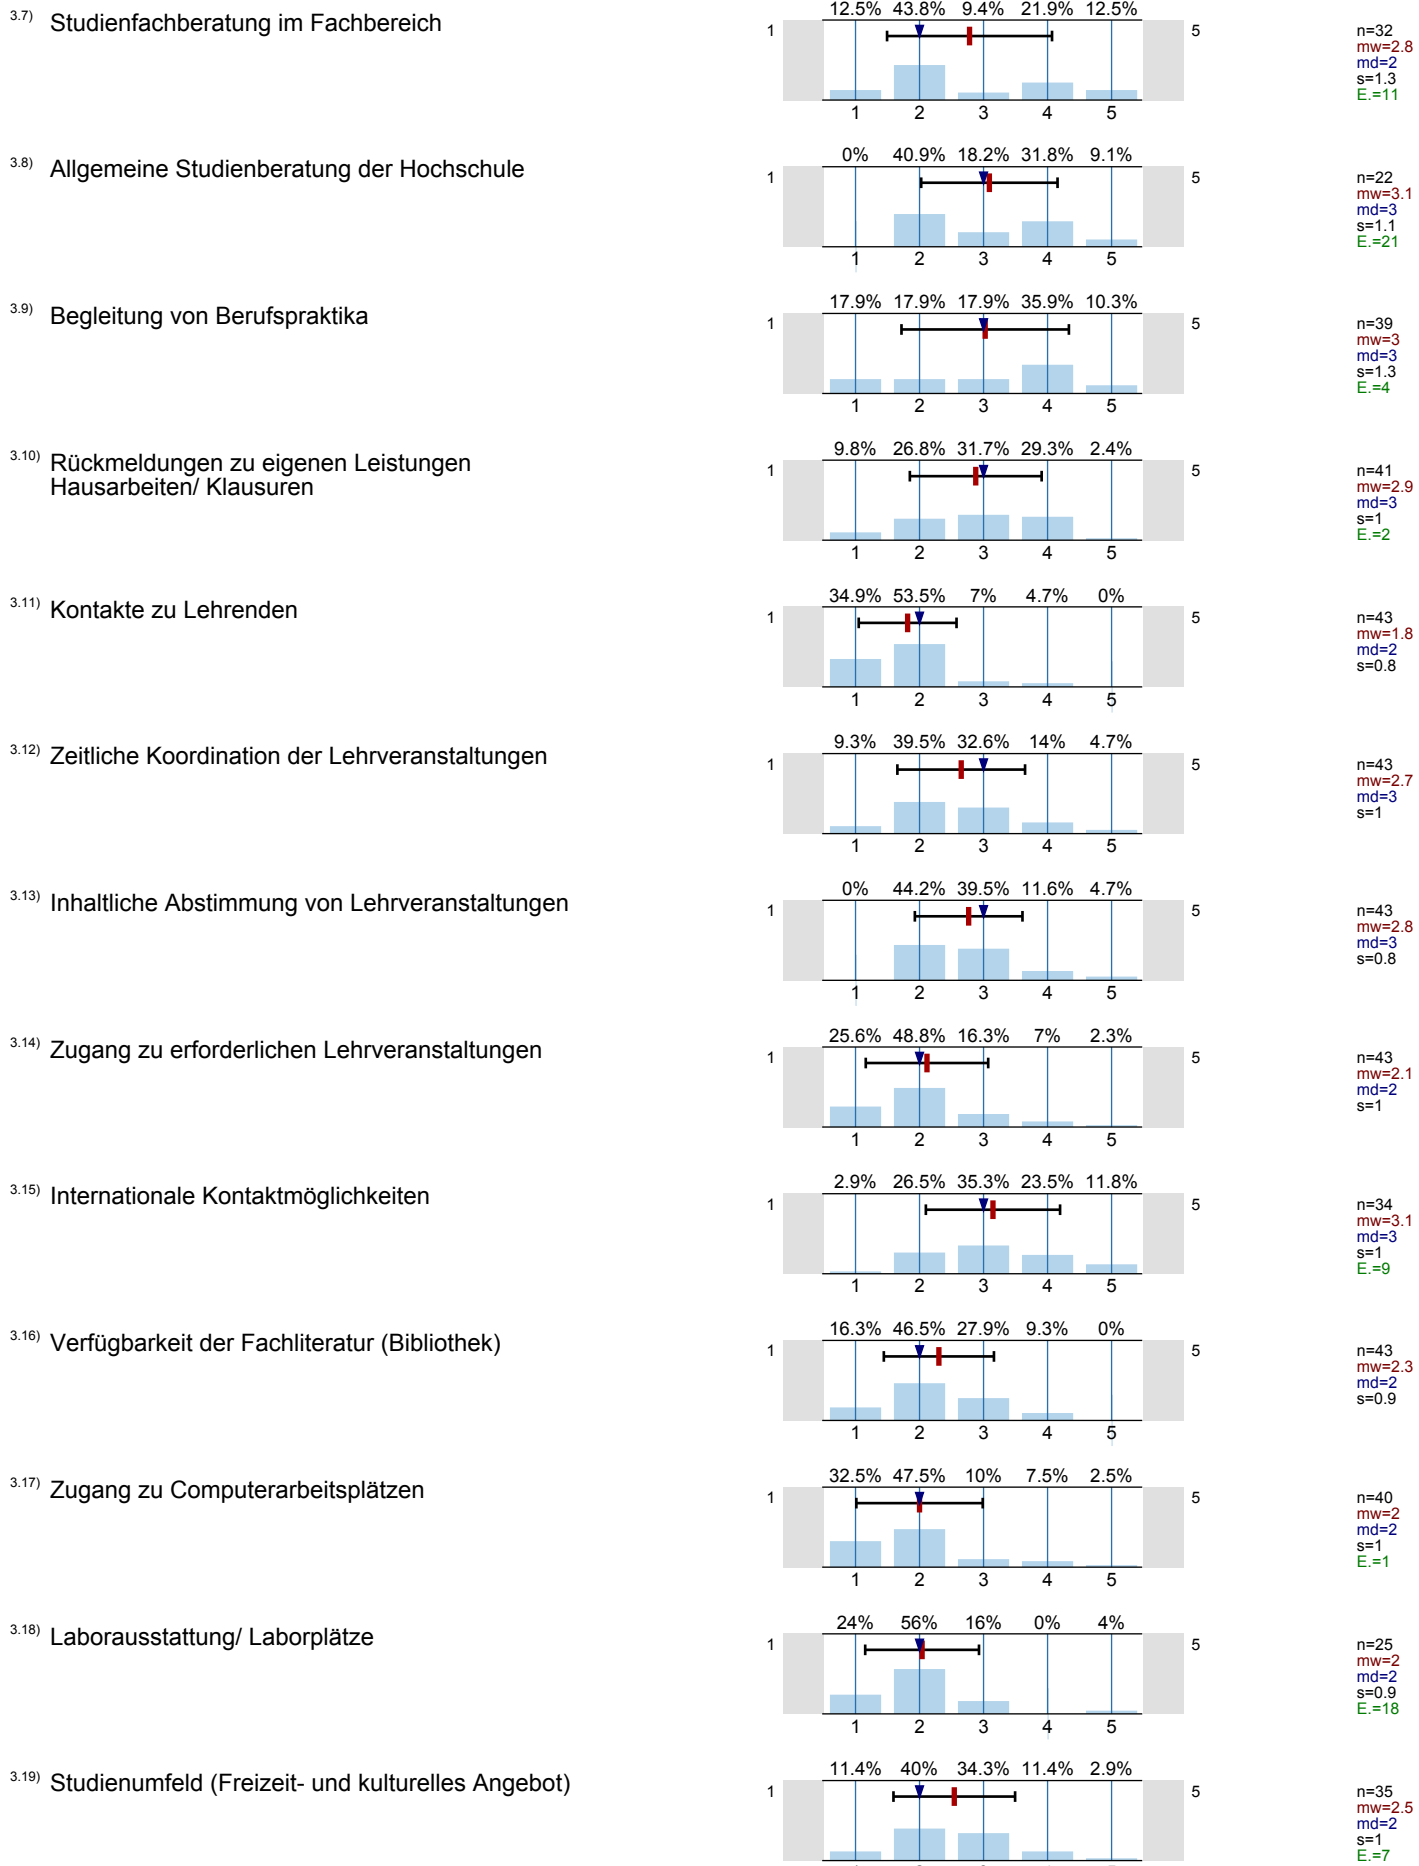 3.7) Studienfachberatung im Fachbereich
12.5% 43.8% 9.4% 21.9% 12.5%
1 5
1 2 3 4 5
n=32
mw=2.8
md=2
s=1.3
E.=11
3.8) Allgemeine Studienberatung der Hochschule
0% 40.9% 18.2% 31.8% 9.1%
1 5
1 2 3 4 5
n=22
mw=3.1
md=3
s=1.1
E.=21
3.9) Begleitung von Berufspraktika
17.9% 17.9% 17.9% 35.9% 10.3%
1 5
1 2 3 4 5
n=39
mw=3
md=3
s=1.3
E.=4
3.10) Rückmeldungen zu eigenen Leistungen
Hausarbeiten/ Klausuren
9.8% 26.8% 31.7% 29.3% 2.4%
1 5
1 2 3 4 5
n=41
mw=2.9
md=3
s=1
E.=2
3.11) Kontakte zu Lehrenden
34.9% 53.5% 7% 4.7% 0%
1 5
1 2 3 4 5
n=43
mw=1.8
md=2
s=0.8
3.12) Zeitliche Koordination der Lehrveranstaltungen
9.3% 39.5% 32.6% 14% 4.7%
1 5
1 2 3 4 5
n=43
mw=2.7
md=3
s=1
3.13) Inhaltliche Abstimmung von Lehrveranstaltungen
0% 44.2% 39.5% 11.6% 4.7%
1 5
1 2 3 4 5
n=43
mw=2.8
md=3
s=0.8
3.14) Zugang zu erforderlichen Lehrveranstaltungen
25.6% 48.8% 16.3% 7% 2.3%
1 5
1 2 3 4 5
n=43
mw=2.1
md=2
s=1
3.15) Internationale Kontaktmöglichkeiten
2.9% 26.5% 35.3% 23.5% 11.8%
1 5
1 2 3 4 5
n=34
mw=3.1
md=3
s=1
E.=9
3.16) Verfügbarkeit der Fachliteratur (Bibliothek)
16.3% 46.5% 27.9% 9.3% 0%
1 5
1 2 3 4 5
n=43
mw=2.3
md=2
s=0.9
3.17) Zugang zu Computerarbeitsplätzen
32.5% 47.5% 10% 7.5% 2.5%
1 5
1 2 3 4 5
n=40
mw=2
md=2
s=1
E.=1
3.18) Laborausstattung/ Laborplätze
24% 56% 16% 0% 4%
1 5
1 2 3 4 5
n=25
mw=2
md=2
s=0.9
E.=18
3.19) Studienumfeld (Freizeit- und kulturelles Angebot)
11.4% 40% 34.3% 11.4% 2.9%
1 5
n=35
mw=2.5
md=2
s=1
E.=7